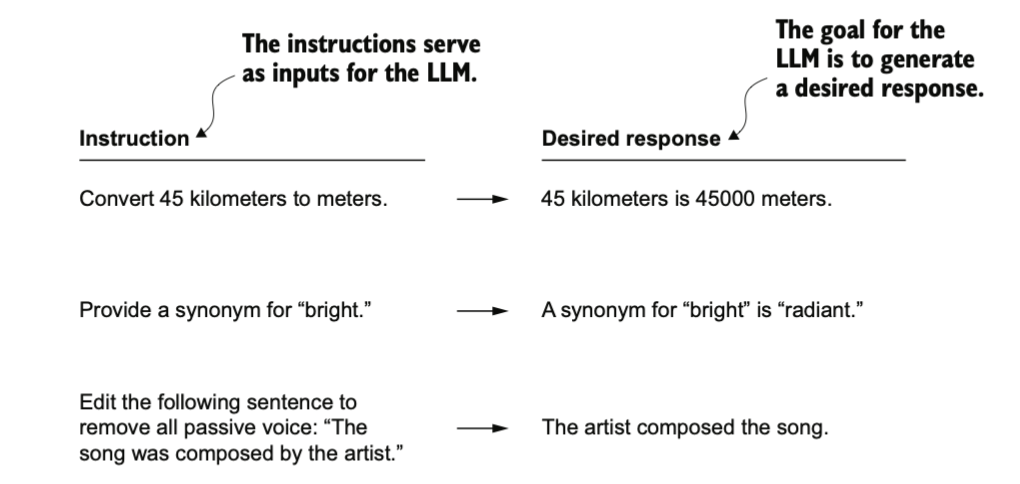 The instructions serve
as inputs for the LLM.
The goal for the
LLM is to generate
a desired response.
Instruction
Desired response
Convert 45 kilometers to meters.
45 kilometers is 45000 meters.
Provide a synonym for “bright.”
A synonym for “bright” is “radiant.”
Edit the following sentence to
remove all passive voice: “The
song was composed by the artist.”
The artist composed the song.